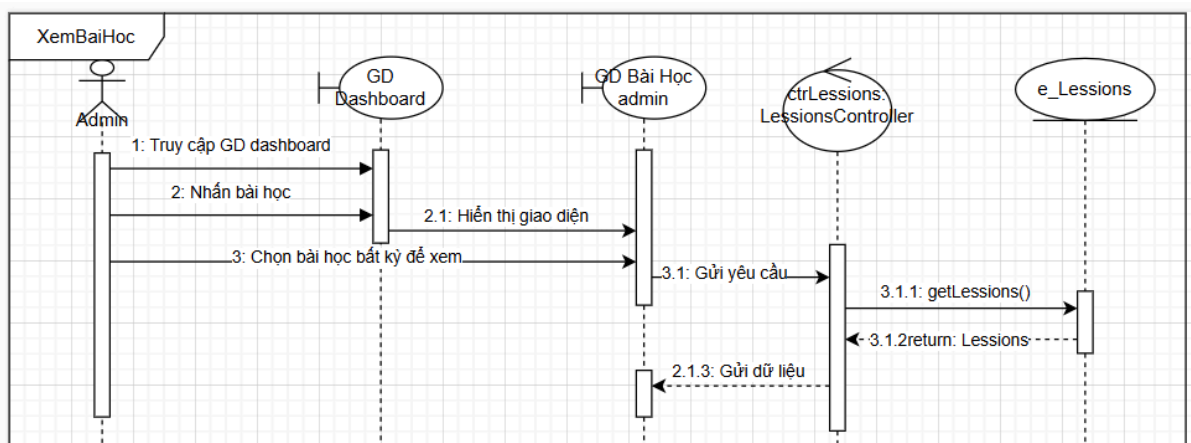 XemBaiHoc
Admin
GD
Dashboard
GD Bài Học
admin
ctrLessions.
LessionsController
e_Lessions
1: Truy cập GD dashboard
2: Nhấn bài học
2.1: Hiển thị giao diện
3: Chọn bài học bất kỳ để xem
3.1: Gửi yêu cầu
3.1.1: getLessions()
3.1.2return: Lessions
2.1.3: Gửi dữ liệu